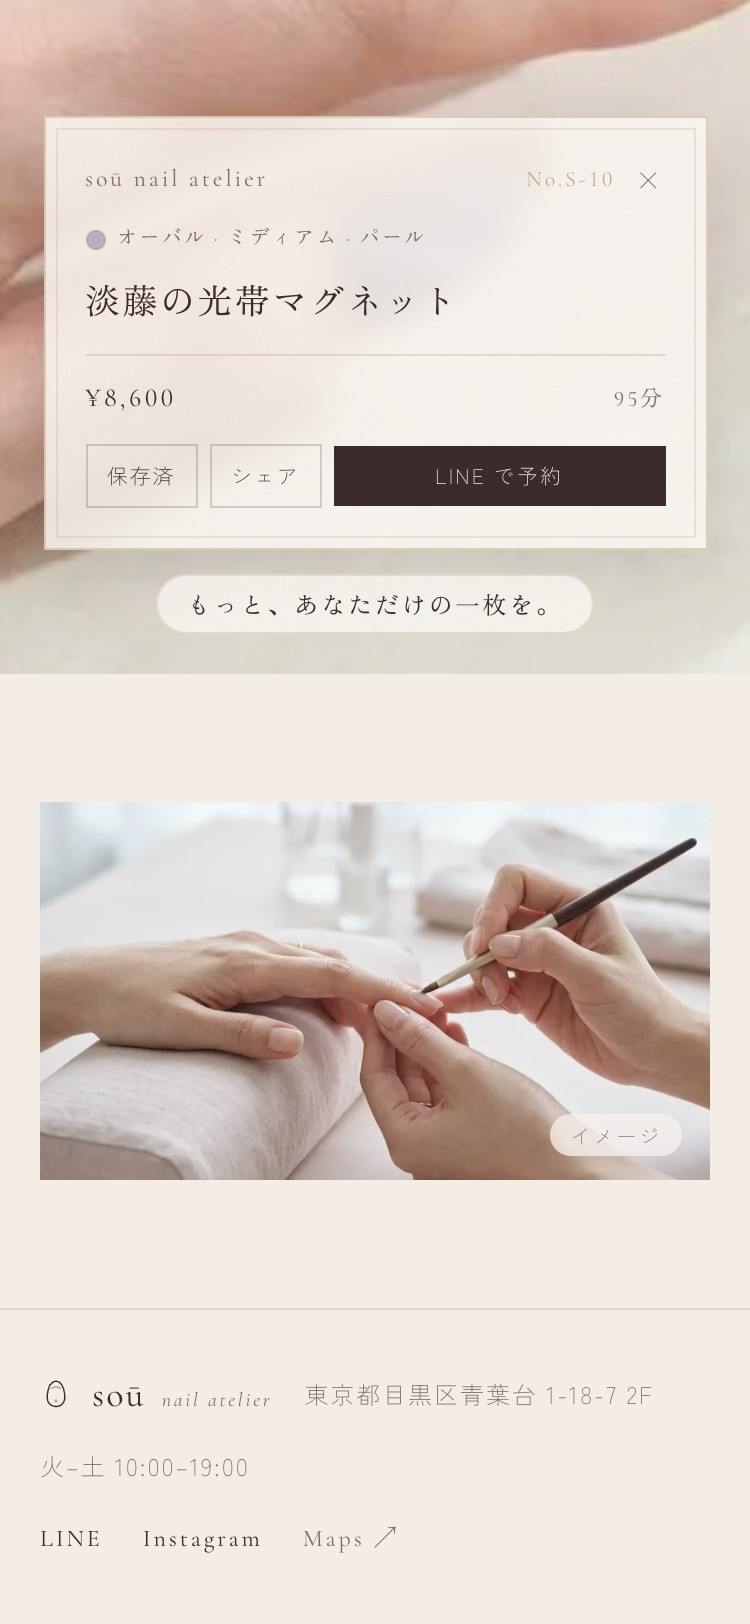 soū nail atelier No.S-10 ×
オーバル · ミディアム · パール
淡藤の光帯マグネット
¥8,600 95分
保存済 シェア LINE で予約
もっと、あなただけの一枚を。
イメージ
soū nail atelier 東京都目黒区青葉台 1-18-7 2F
火–土 10:00–19:00
LINE Instagram Maps ↗